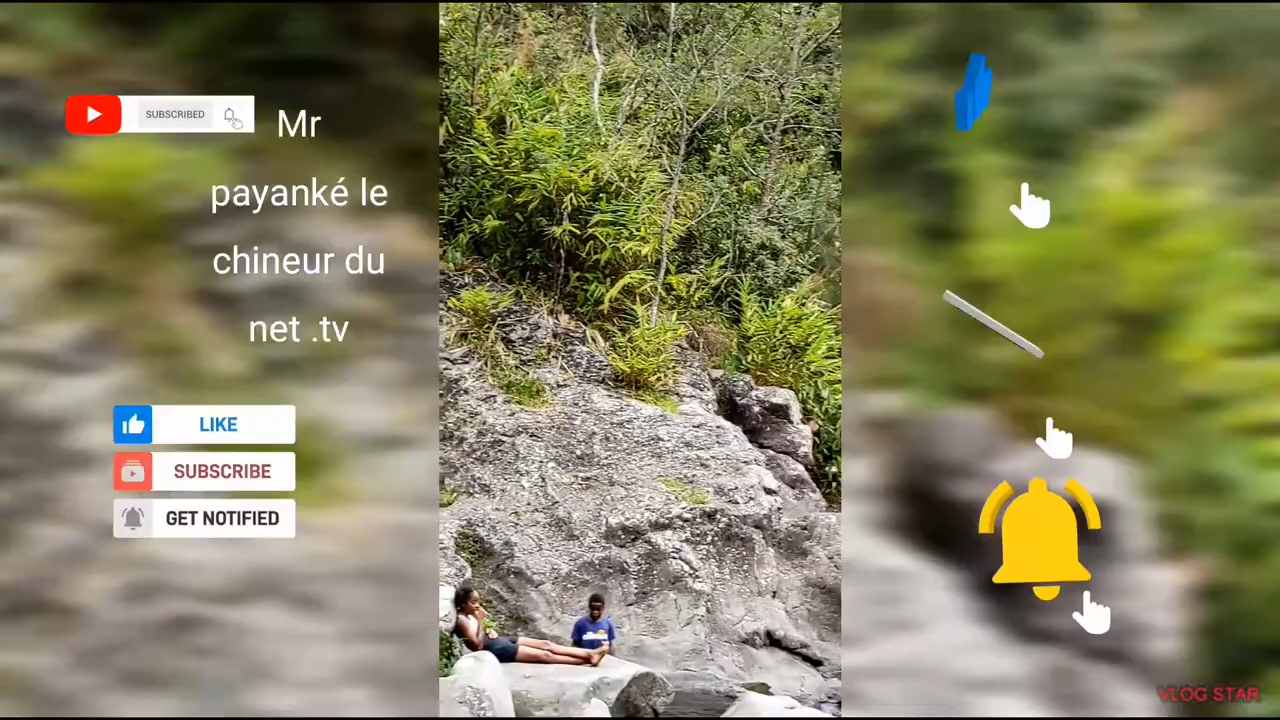 SUBSCRIBED
Mr
payanké le
chineur du
net .tv
LIKE
SUBSCRIBE
GET NOTIFIED
VLOG STAR